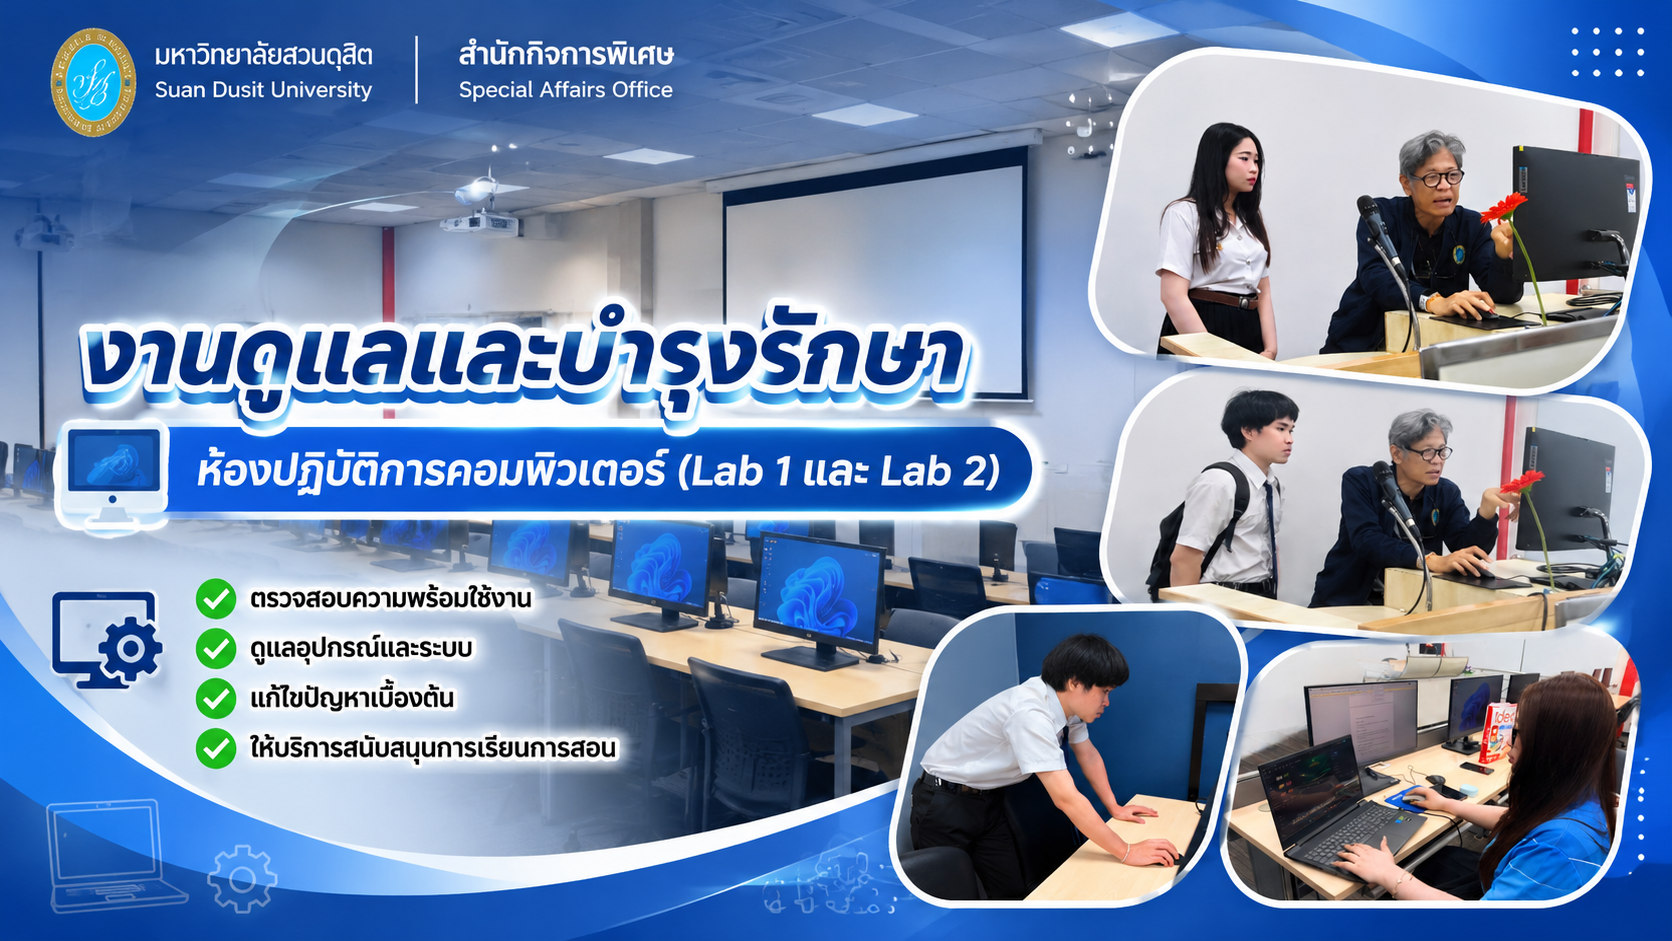 มหาวิทยาลัยสวนดุสิต
Suan Dusit University
สำนักกิจการพิเศษ
Special Affairs Office
งานดูแลและบำรุงรักษา
ห้องปฏิบัติการคอมพิวเตอร์ (Lab 1 และ Lab 2)
ตรวจสอบความพร้อมใช้งาน
ดูแลอุปกรณ์และระบบ
แก้ไขปัญหาเบื้องต้น
ให้บริการสนับสนุนการเรียนการสอน